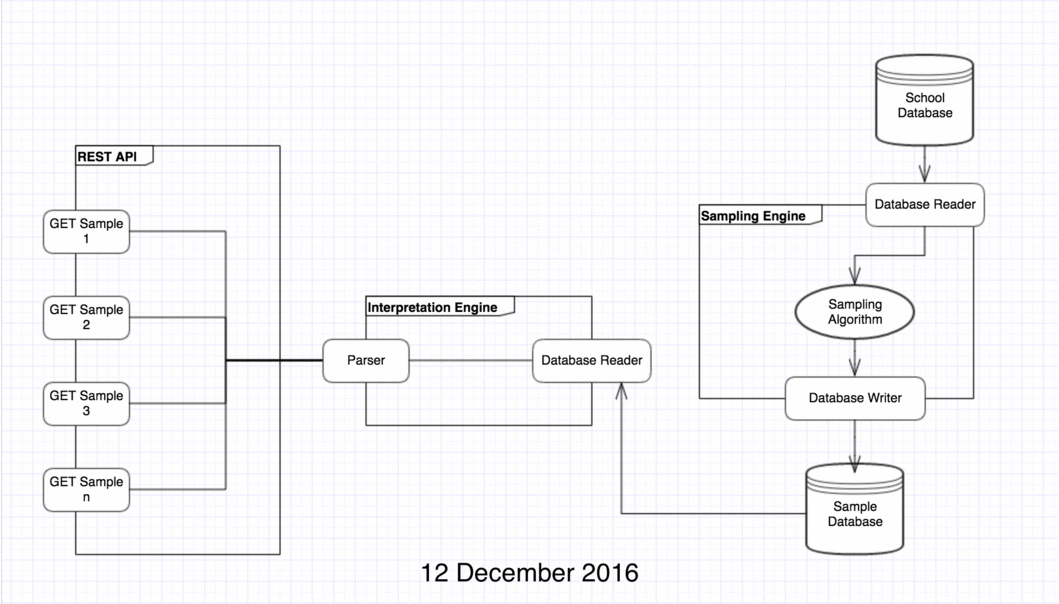 School
Database
REST API
Database Reader
Sampling Engine
GET Sample
1
Interpretation Engine
GET Sample
2
Sampling
Algorithm
Parser
Database Reader
GET Sample
3
Database Writer
GET Sample
n
Sample
Database
12 December 2016